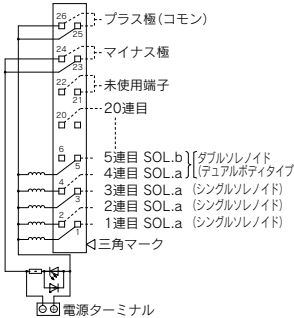 26
プラス極(コモン)
25
24
マイナス極
23
22
未使用端子
21
20
20連目
6
5連目 SOL.b
ダブルソレノイド
5
4連目 SOL.a
(デュアルボディタイプ
4
3連目 SOL.a (シングルソレノイド)
3
2連目 SOL.a (シングルソレノイド)
2
1連目 SOL.a (シングルソレノイド)
1
三角マーク
電源ターミナル